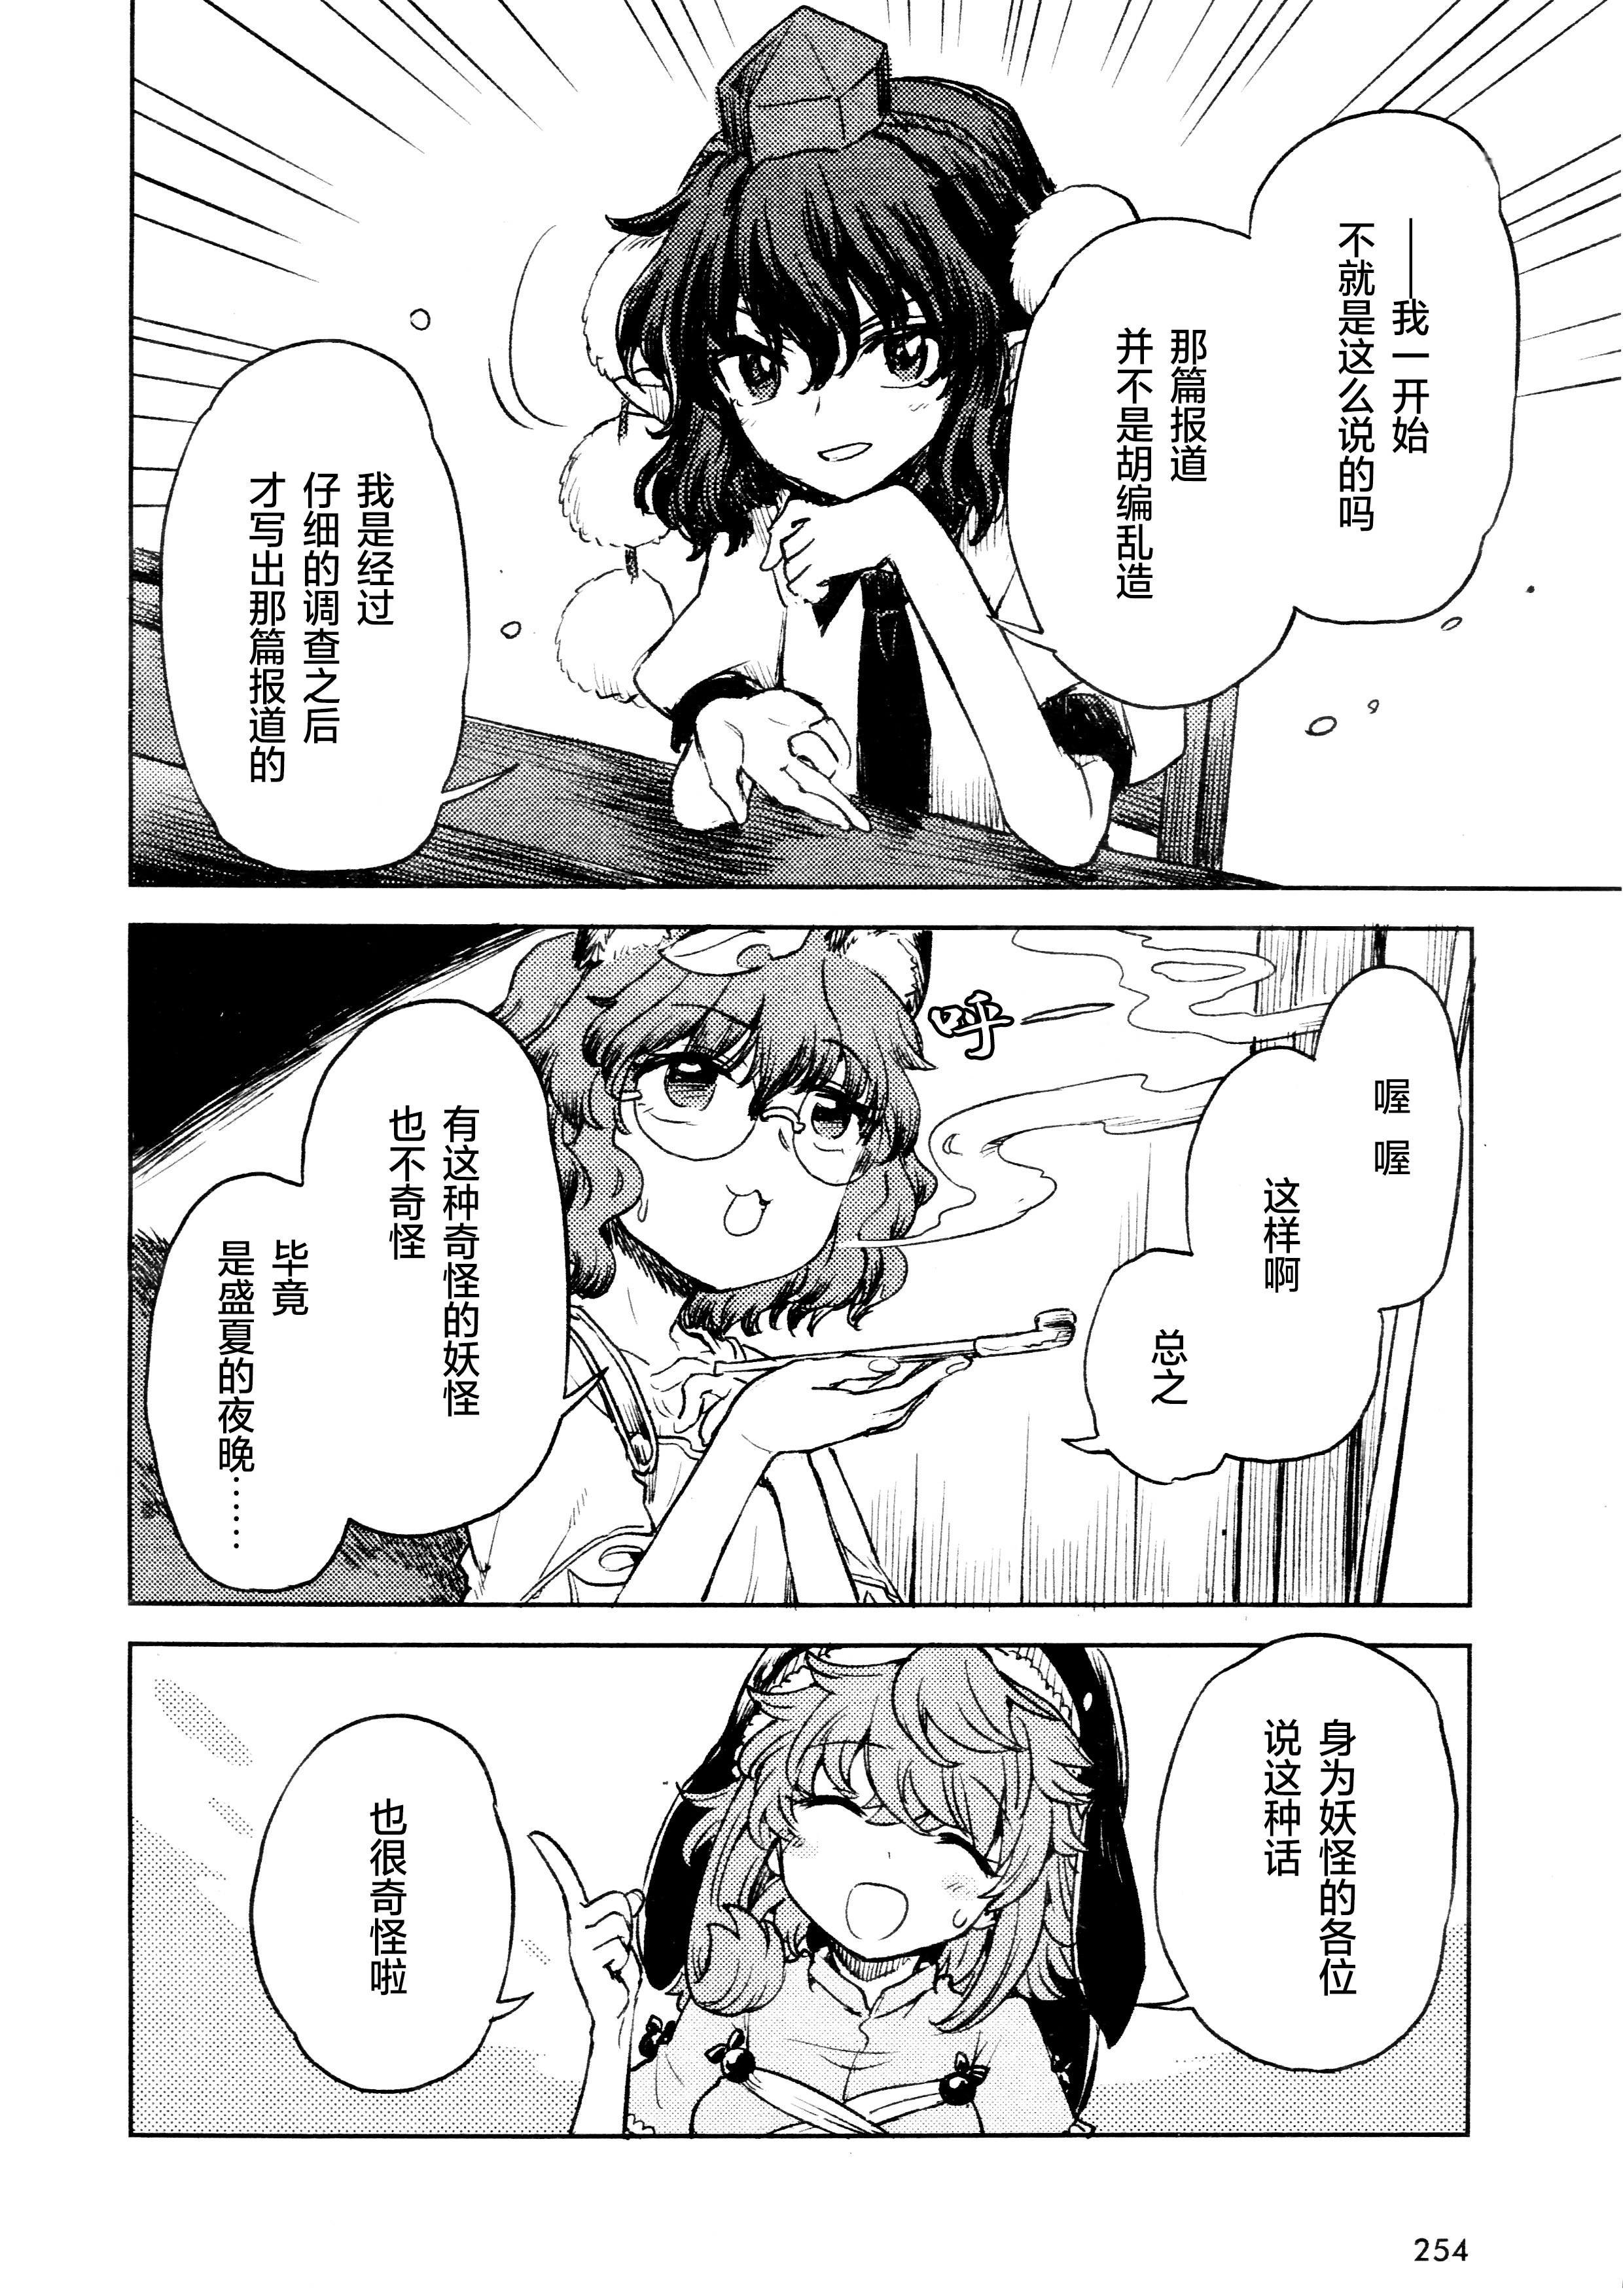 ——我一开始
不就是这么说的吗
那篇报道
并不是胡编乱造
我是经过
仔细的调查之后
才写出那篇报道的
喔 喔
这样啊
总之
呼
有这种奇怪的妖怪
也不奇怪
毕竟
是盛夏的夜晚……
身为妖怪的各位
说这种话
也很奇怪啦
254